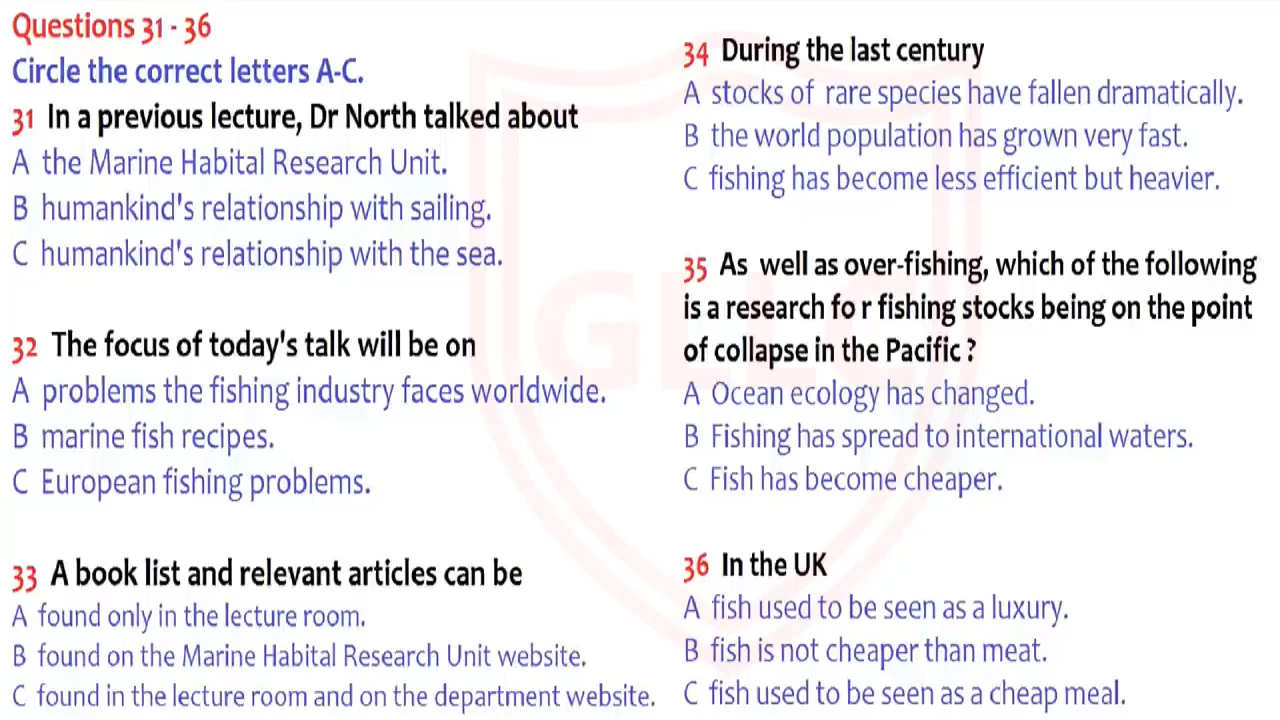 Questions 31 - 36
Circle the correct letters A-C.
31 In a previous lecture, Dr North talked about
A the Marine Habital Research Unit.
B humankind's relationship with sailing.
C humankind's relationship with the sea.
32 The focus of today's talk will be on
A problems the fishing industry faces worldwide.
B marine fish recipes.
C European fishing problems.
33 A book list and relevant articles can be
A found only in the lecture room.
B found on the Marine Habital Research Unit website.
C found in the lecture room and on the department website.
34 During the last century
A stocks of rare species have fallen dramatically.
B the world population has grown very fast.
C fishing has become less efficient but heavier.
35 As well as over-fishing, which of the following
is a research fo r fishing stocks being on the point
of collapse in the Pacific ?
A Ocean ecology has changed.
B Fishing has spread to international waters.
C Fish has become cheaper.
36 In the UK
A fish used to be seen as a luxury.
B fish is not cheaper than meat.
C fish used to be seen as a cheap meal.
GLLC